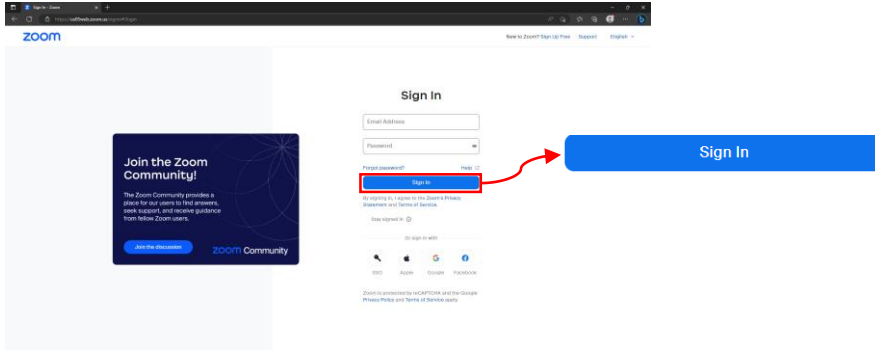 Sign In - Zoom
zoom
New to Zoom? Sign Up Free Support English
Sign In
Email Address
Password
Forgot password? Help
Sign In
By signing in, I agree to the Zoom's Privacy
Statement and Terms of Service.
Stay signed in
Or sign in with
SSO Apple Google Facebook
Zoom is protected by reCAPTCHA and the Google
Privacy Policy and Terms of Service apply.
Join the Zoom
Community!
The Zoom Community provides a
place for our users to find answers,
seek support, and receive guidance
from fellow Zoom users.
Join the discussion
zoom Community
Sign In